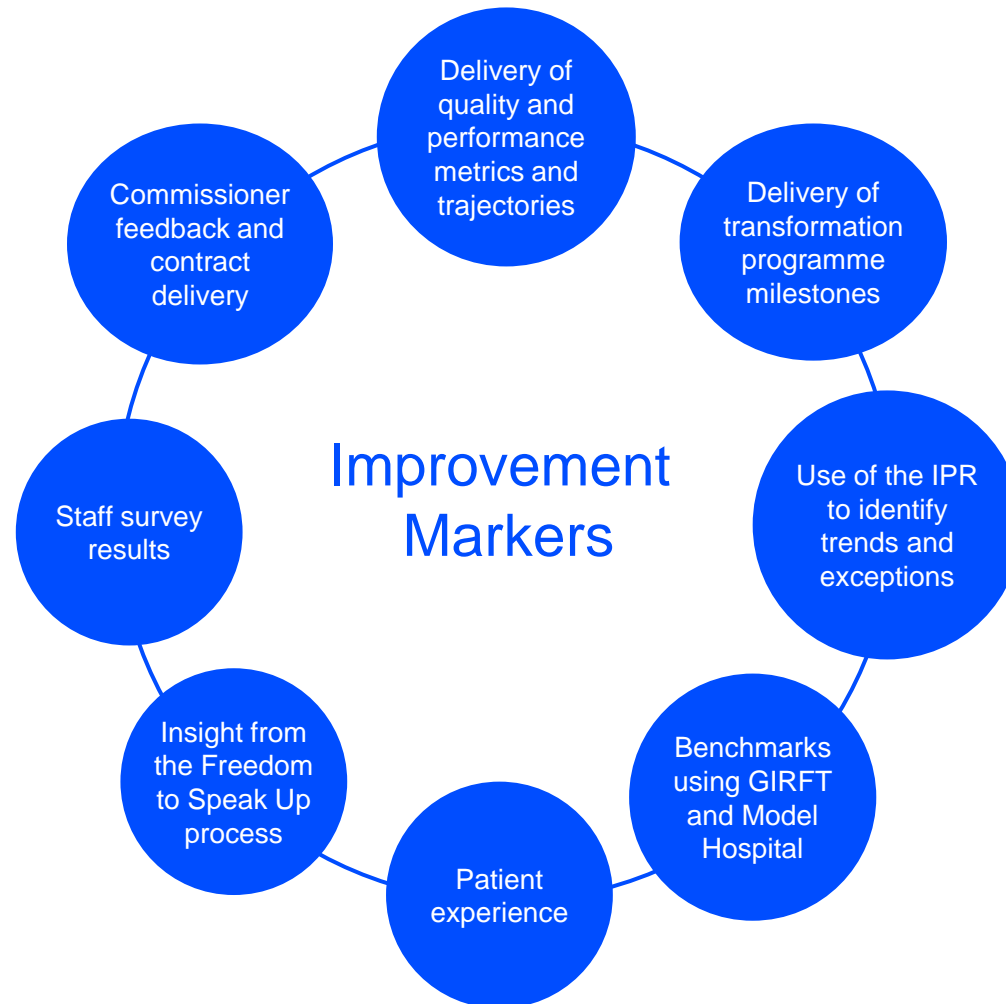 Delivery of
quality and
performance
metrics and
trajectories
Delivery of
transformation
programme
milestones
Use of the IPR
to identify
trends and
exceptions
Benchmarks
using GIRFT
and Model
Hospital
Patient
experience
Insight from
the Freedom
to Speak Up
process
Staff survey
results
Commissioner
feedback and
contract
delivery
Improvement
Markers